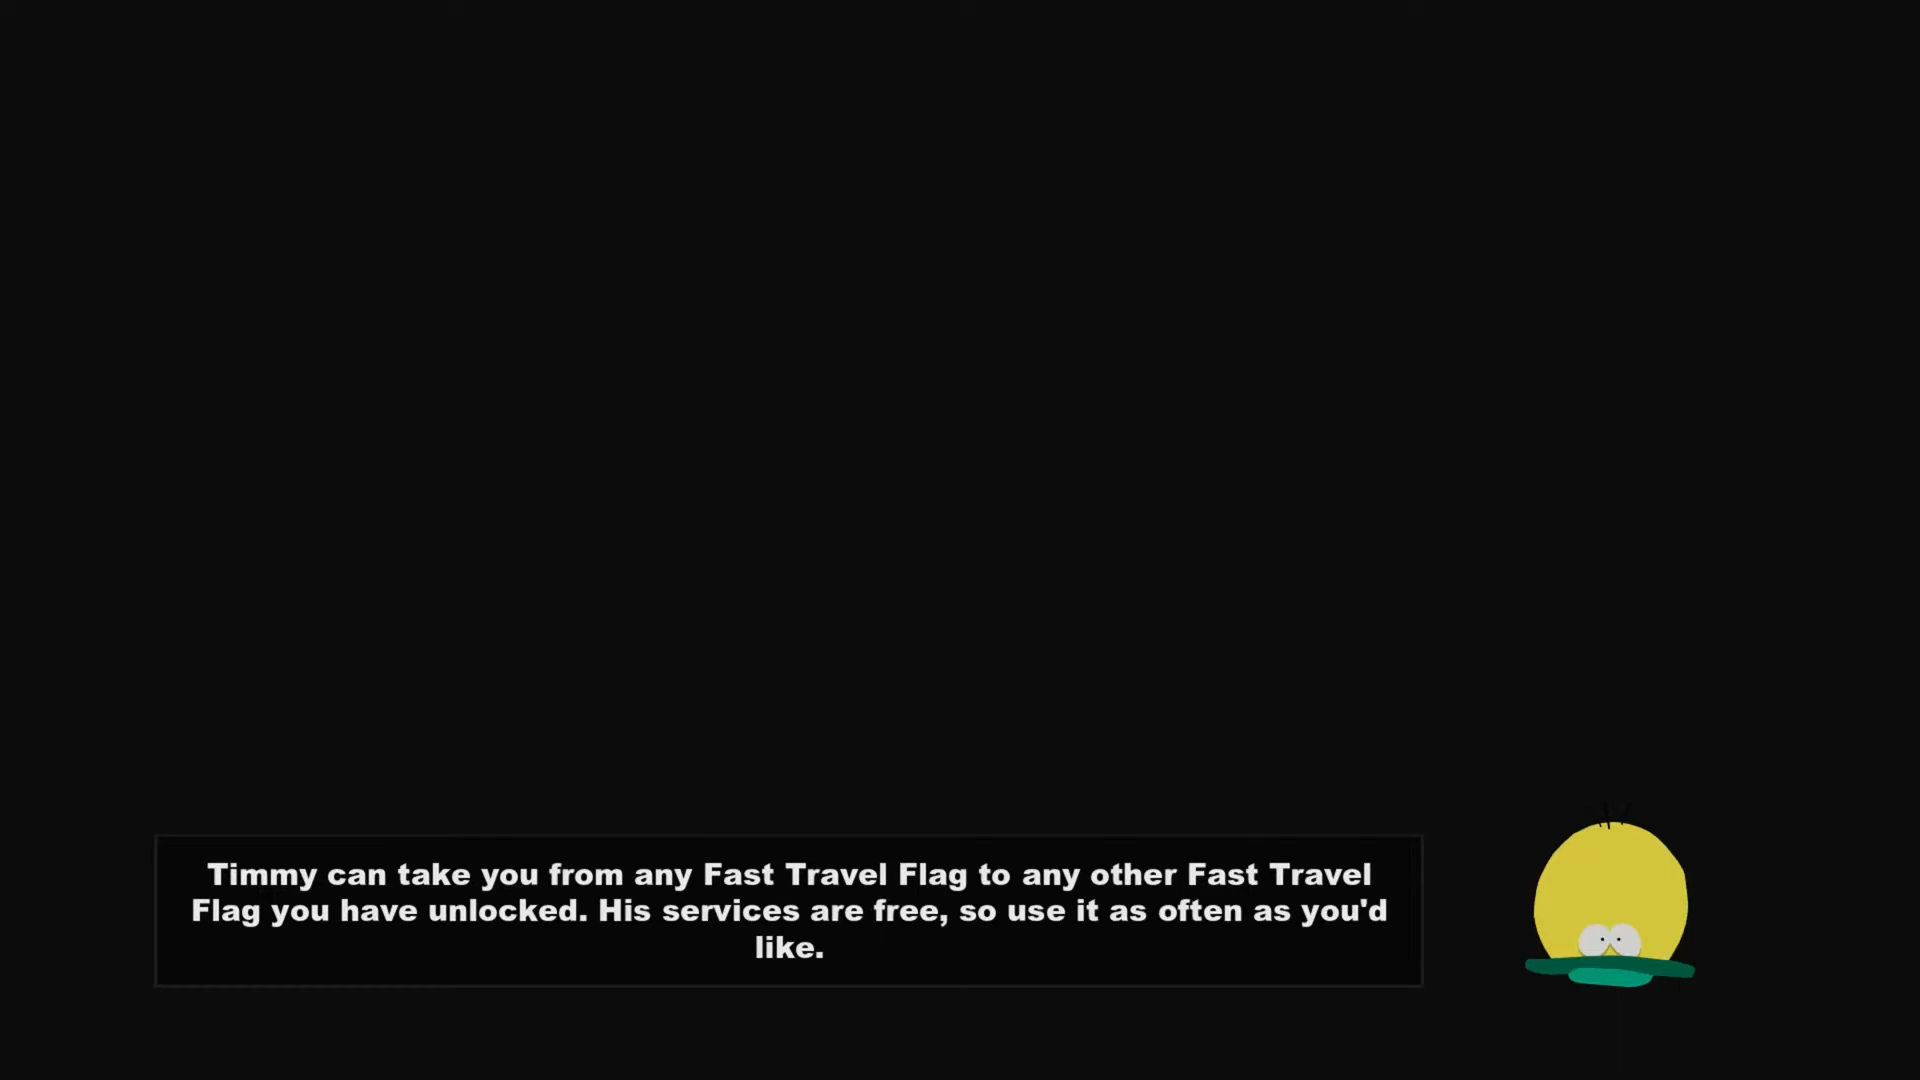 Timmy can take you from any Fast Travel Flag to any other Fast Travel
Flag you have unlocked. His services are free, so use it as often as you'd
like.